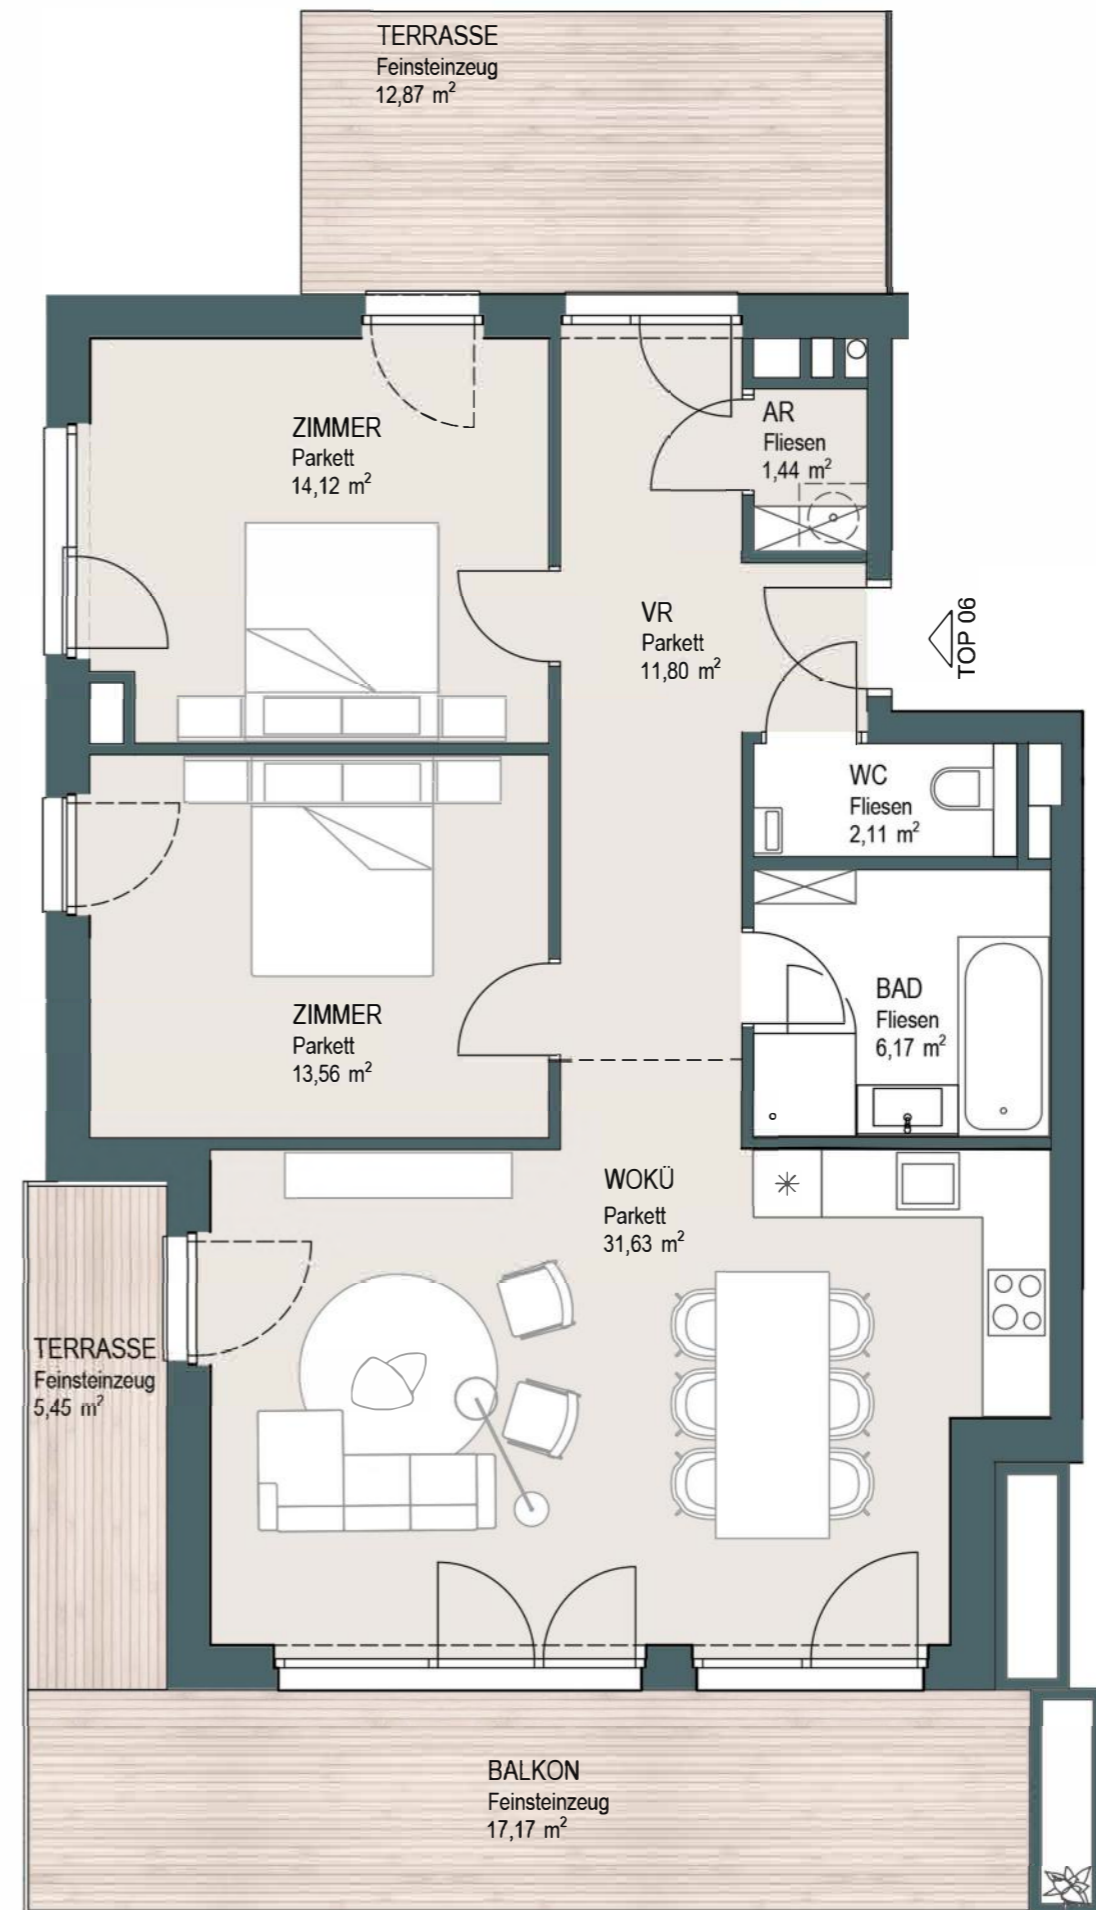 TERRASSE
Feinsteinzeug
12,87 m²
ZIMMER
Parkett
14,12 m²
AR
Fliesen
1,44 m²
VR
Parkett
11,80 m²
TOP 06
WC
Fliesen
2,11 m²
ZIMMER
Parkett
13,56 m²
BAD
Fliesen
6,17 m²
WOKÜ
Parkett
31,63 m²
TERRASSE
Feinsteinzeug
5,45 m²
BALKON
Feinsteinzeug
17,17 m²